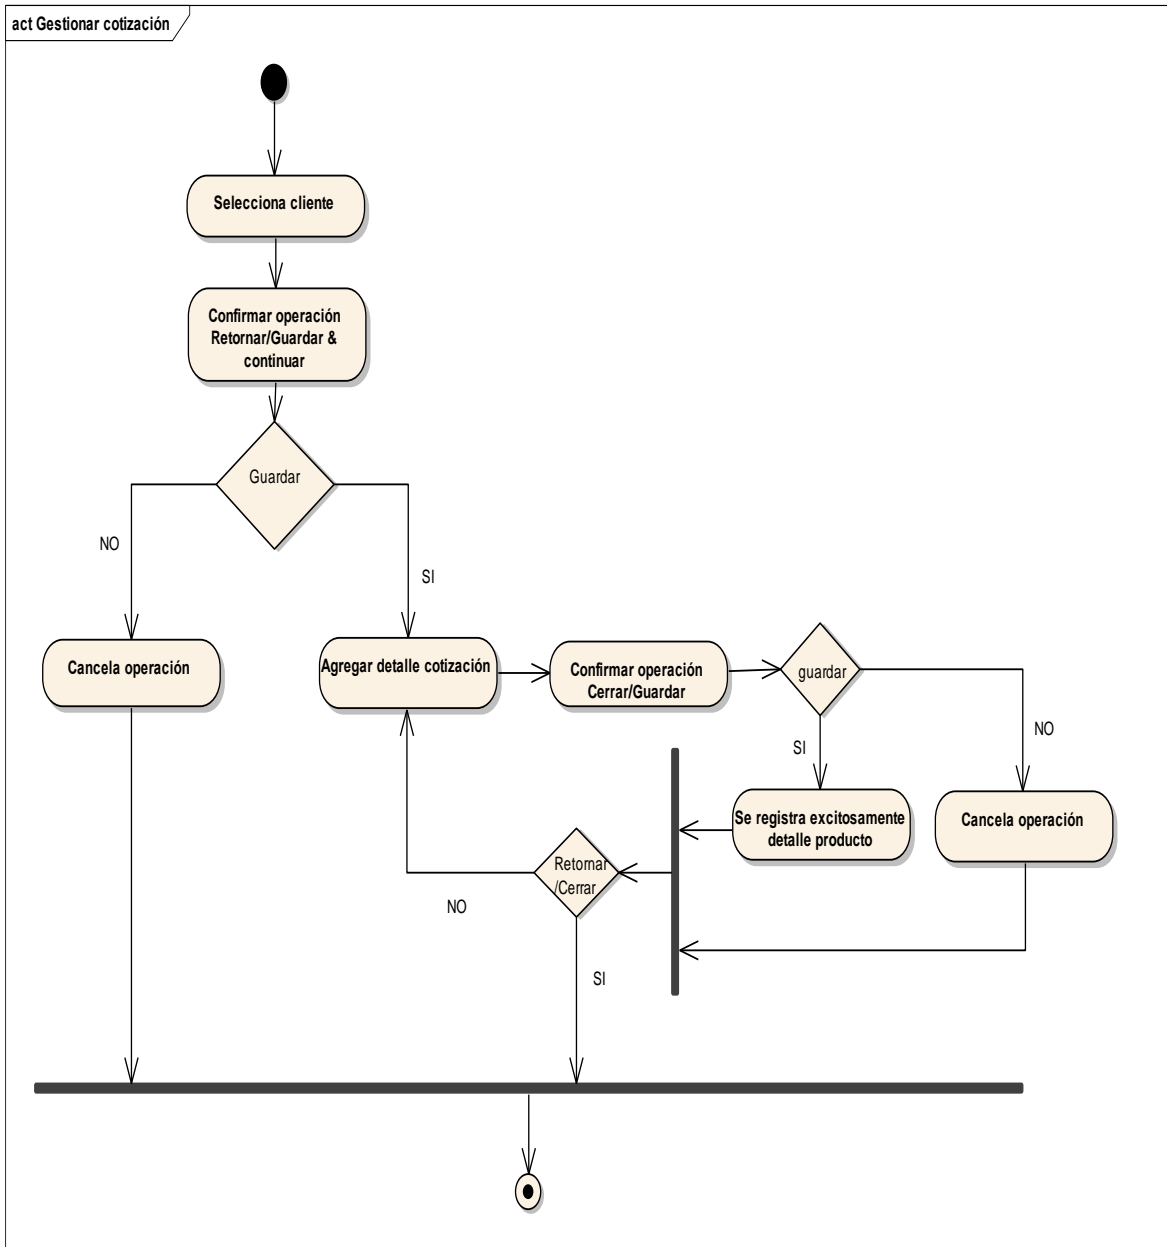 act Gestionar cotización
Selecciona cliente
Confirmar operación
Retornar/Guardar &
continuar
Guardar
NO
SI
Cancela operación
Agregar detalle cotización
Confirmar operación
Cerrar/Guardar
guardar
NO
SI
Se registra excitosamente
detalle producto
Cancela operación
Retornar
/Cerrar
NO
SI